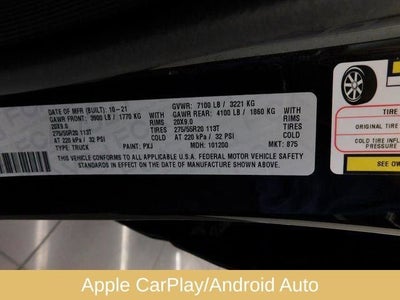 DATE OF MFR (BUILT): 10-21 GVWR: 7100 LB / 3221 KG
GAWR FRONT: 3900 LB / 1770 KG WITH GAWR REAR: 4100 LB / 1860 KG WITH
20X9.0 RIMS 20X9.0 RIMS
275/55R20 113T TIRES 275/55R20 113T TIRES
AT 220 kPa / 32 PSI COLD AT 220 kPa / 32 PSI COLD
THIS VEHICLE CONFORMS TO ALL APPLICABLE U.S.A. FEDERAL MOTOR VEHICLE SAFETY
STANDARDS IN EFFECT ON THE DATE OF MANUFACTURE SHOWN ABOVE.
TYPE: TRUCK PAINT: PXJ MDH: 101200 MKT: 875
TIRE
ORIGINAL TIRE
COLD TIRE INFL
PRESSURE
SEE OW
Apple CarPlay/Android Auto